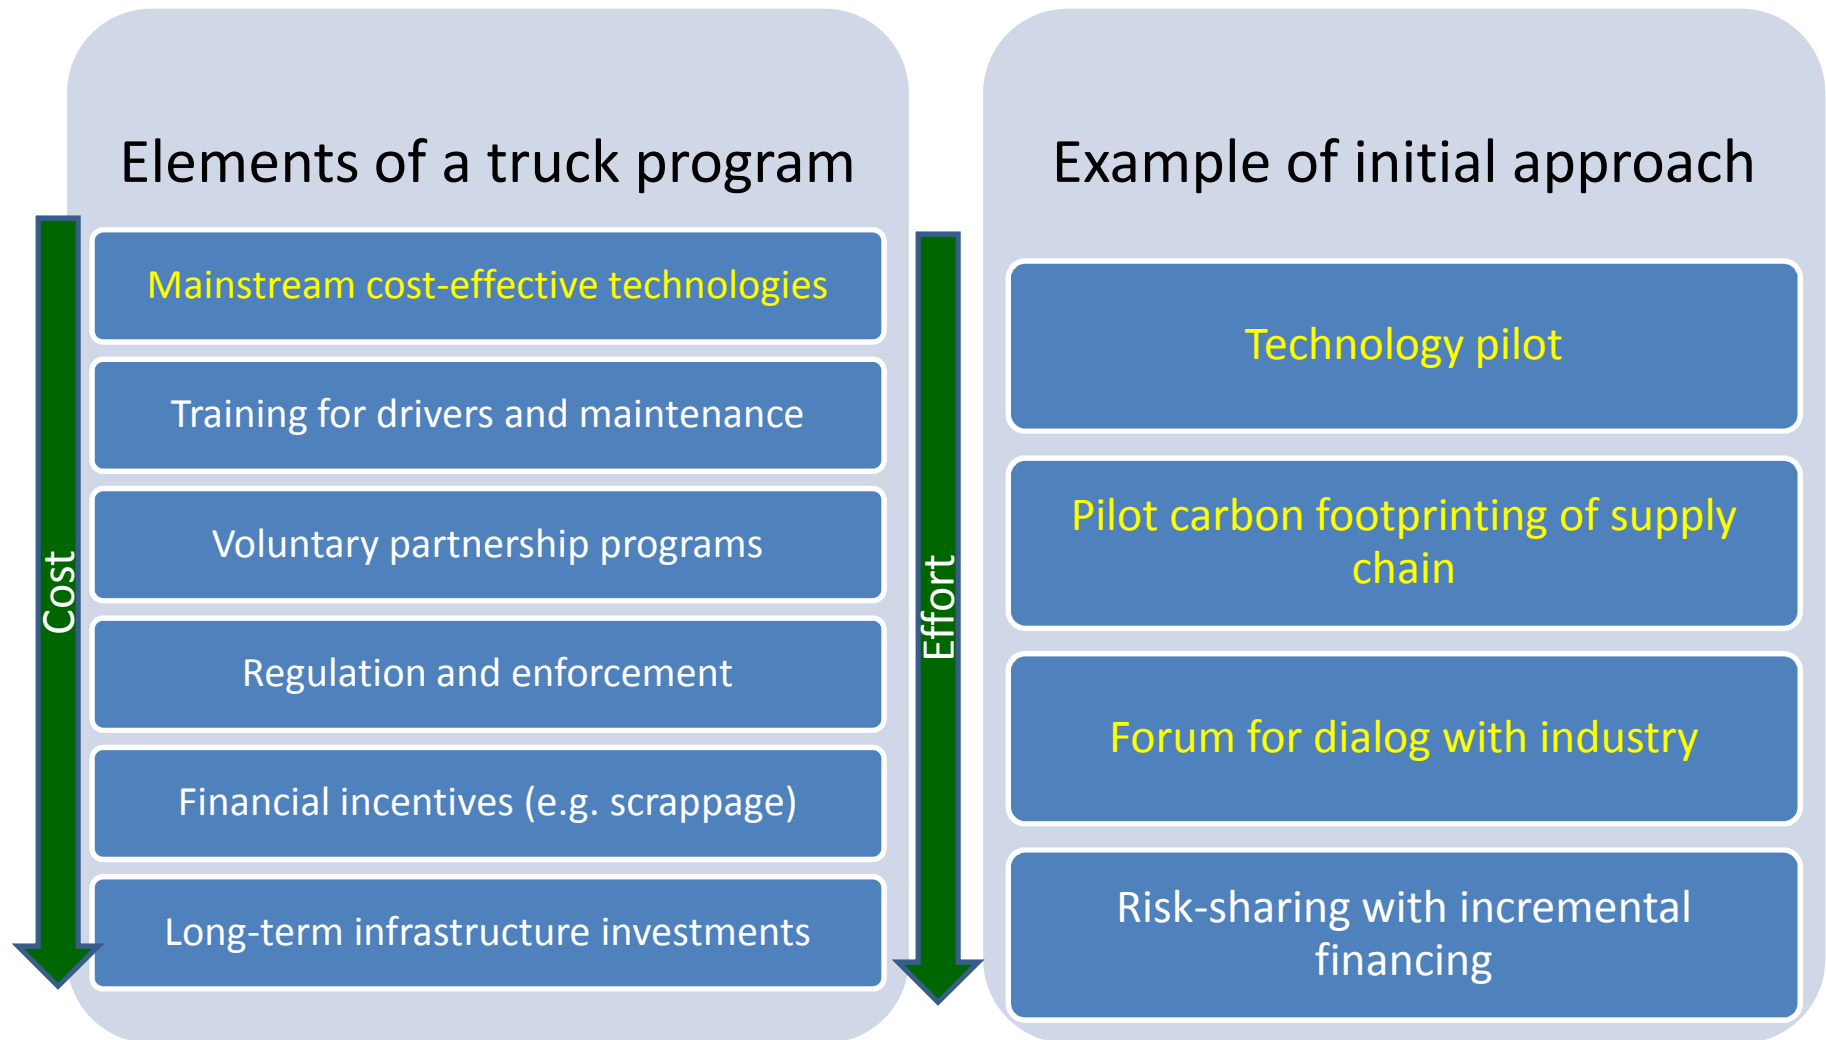 Elements of a truck program
Cost
Mainstream cost-effective technologies
Training for drivers and maintenance
Voluntary partnership programs
Regulation and enforcement
Financial incentives (e.g. scrappage)
Long-term infrastructure investments
Effort
Example of initial approach
Technology pilot
Pilot carbon footprinting of supply
chain
Forum for dialog with industry
Risk-sharing with incremental
financing